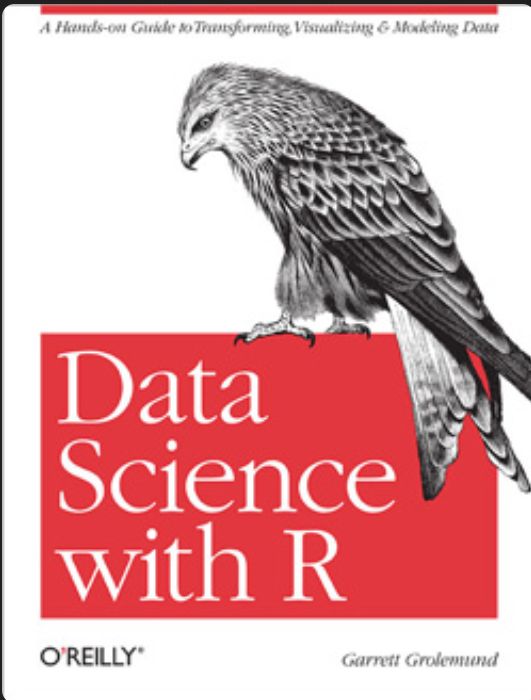 A Hands-on Guide to Transforming, Visualizing & Modeling Data
Data
Science
with R
O'REILLY®
Garrett Grolemund